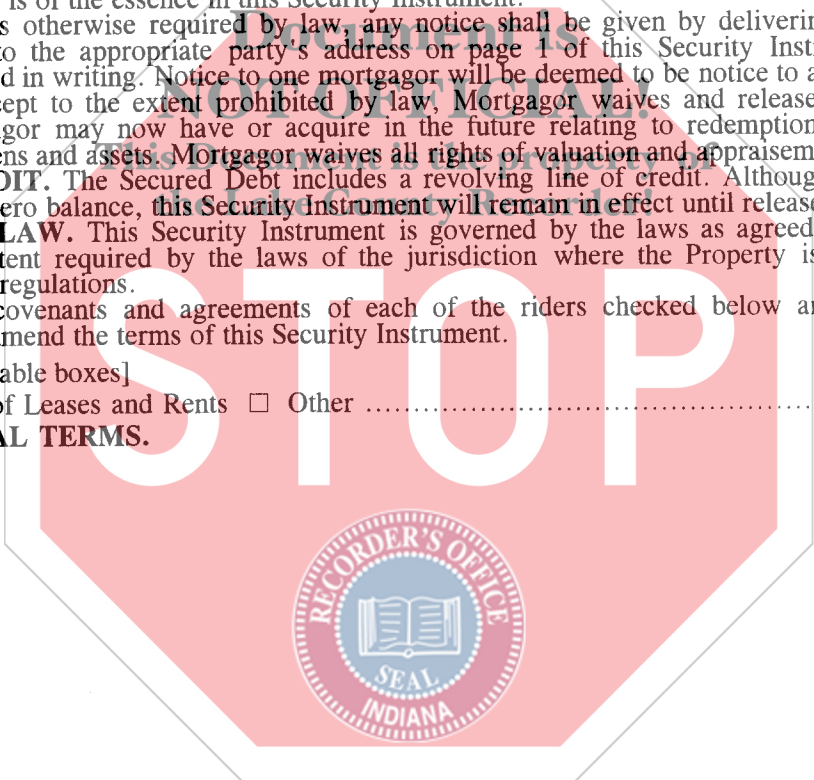 is of the essence in this Security Instrument.
s otherwise required by law, any notice shall be given by deliverin
o the appropriate party's address on page 1 of this Security Inst
d in writing. Notice to one mortgagor will be deemed to be notice to a
cept to the extent prohibited by law, Mortgagor waives and release
gor may now have or acquire in the future relating to redemption
ens and assets. Mortgagor waives all rights of valuation and appraisem
DIT. The Secured Debt includes a revolving line of credit. Althoug
ero balance, this Security Instrument will remain in effect until release
LAW. This Security Instrument is governed by the laws as agreed
tent required by the laws of the jurisdiction where the Property is
regulations.
covenants and agreements of each of the riders checked below a
mend the terms of this Security Instrument.
able boxes]
of Leases and Rents ☐ Other ..........................................
AL TERMS.
Document Is
NOT OFFICIAL!
This Document is the property of
the Lake County Recorder!
STOP
RECORDER'S OFFICE
SEAL
INDIANA